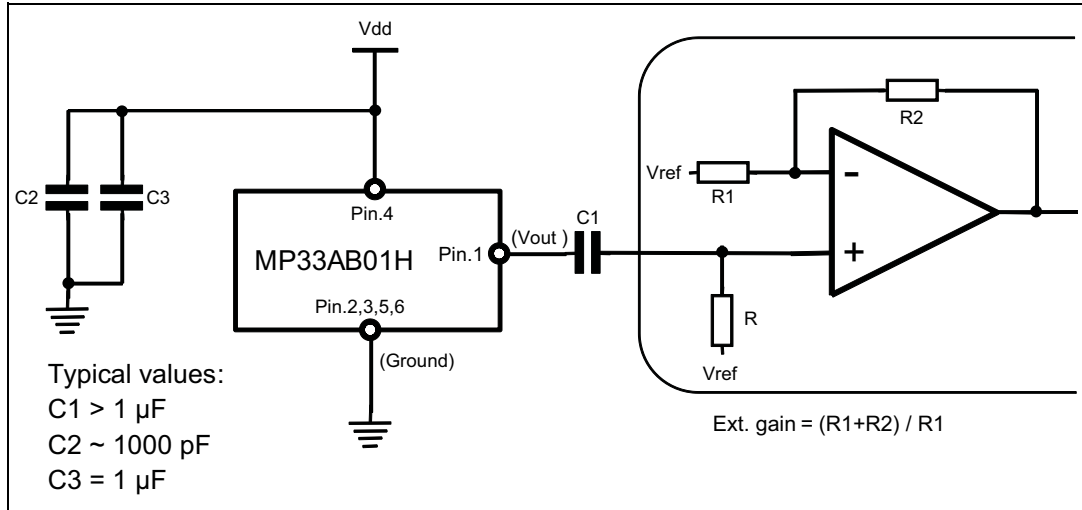 Vdd
C2
C3
Pin.4
MP33AB01H
Pin.1
Pin.2,3,5,6
(Ground)
(Vout )
C1
Vref
R1
R2
-
+
R
Vref
Ext. gain = (R1+R2) / R1
Typical values:
C1 > 1 µF
C2 ~ 1000 pF
C3 = 1 µF